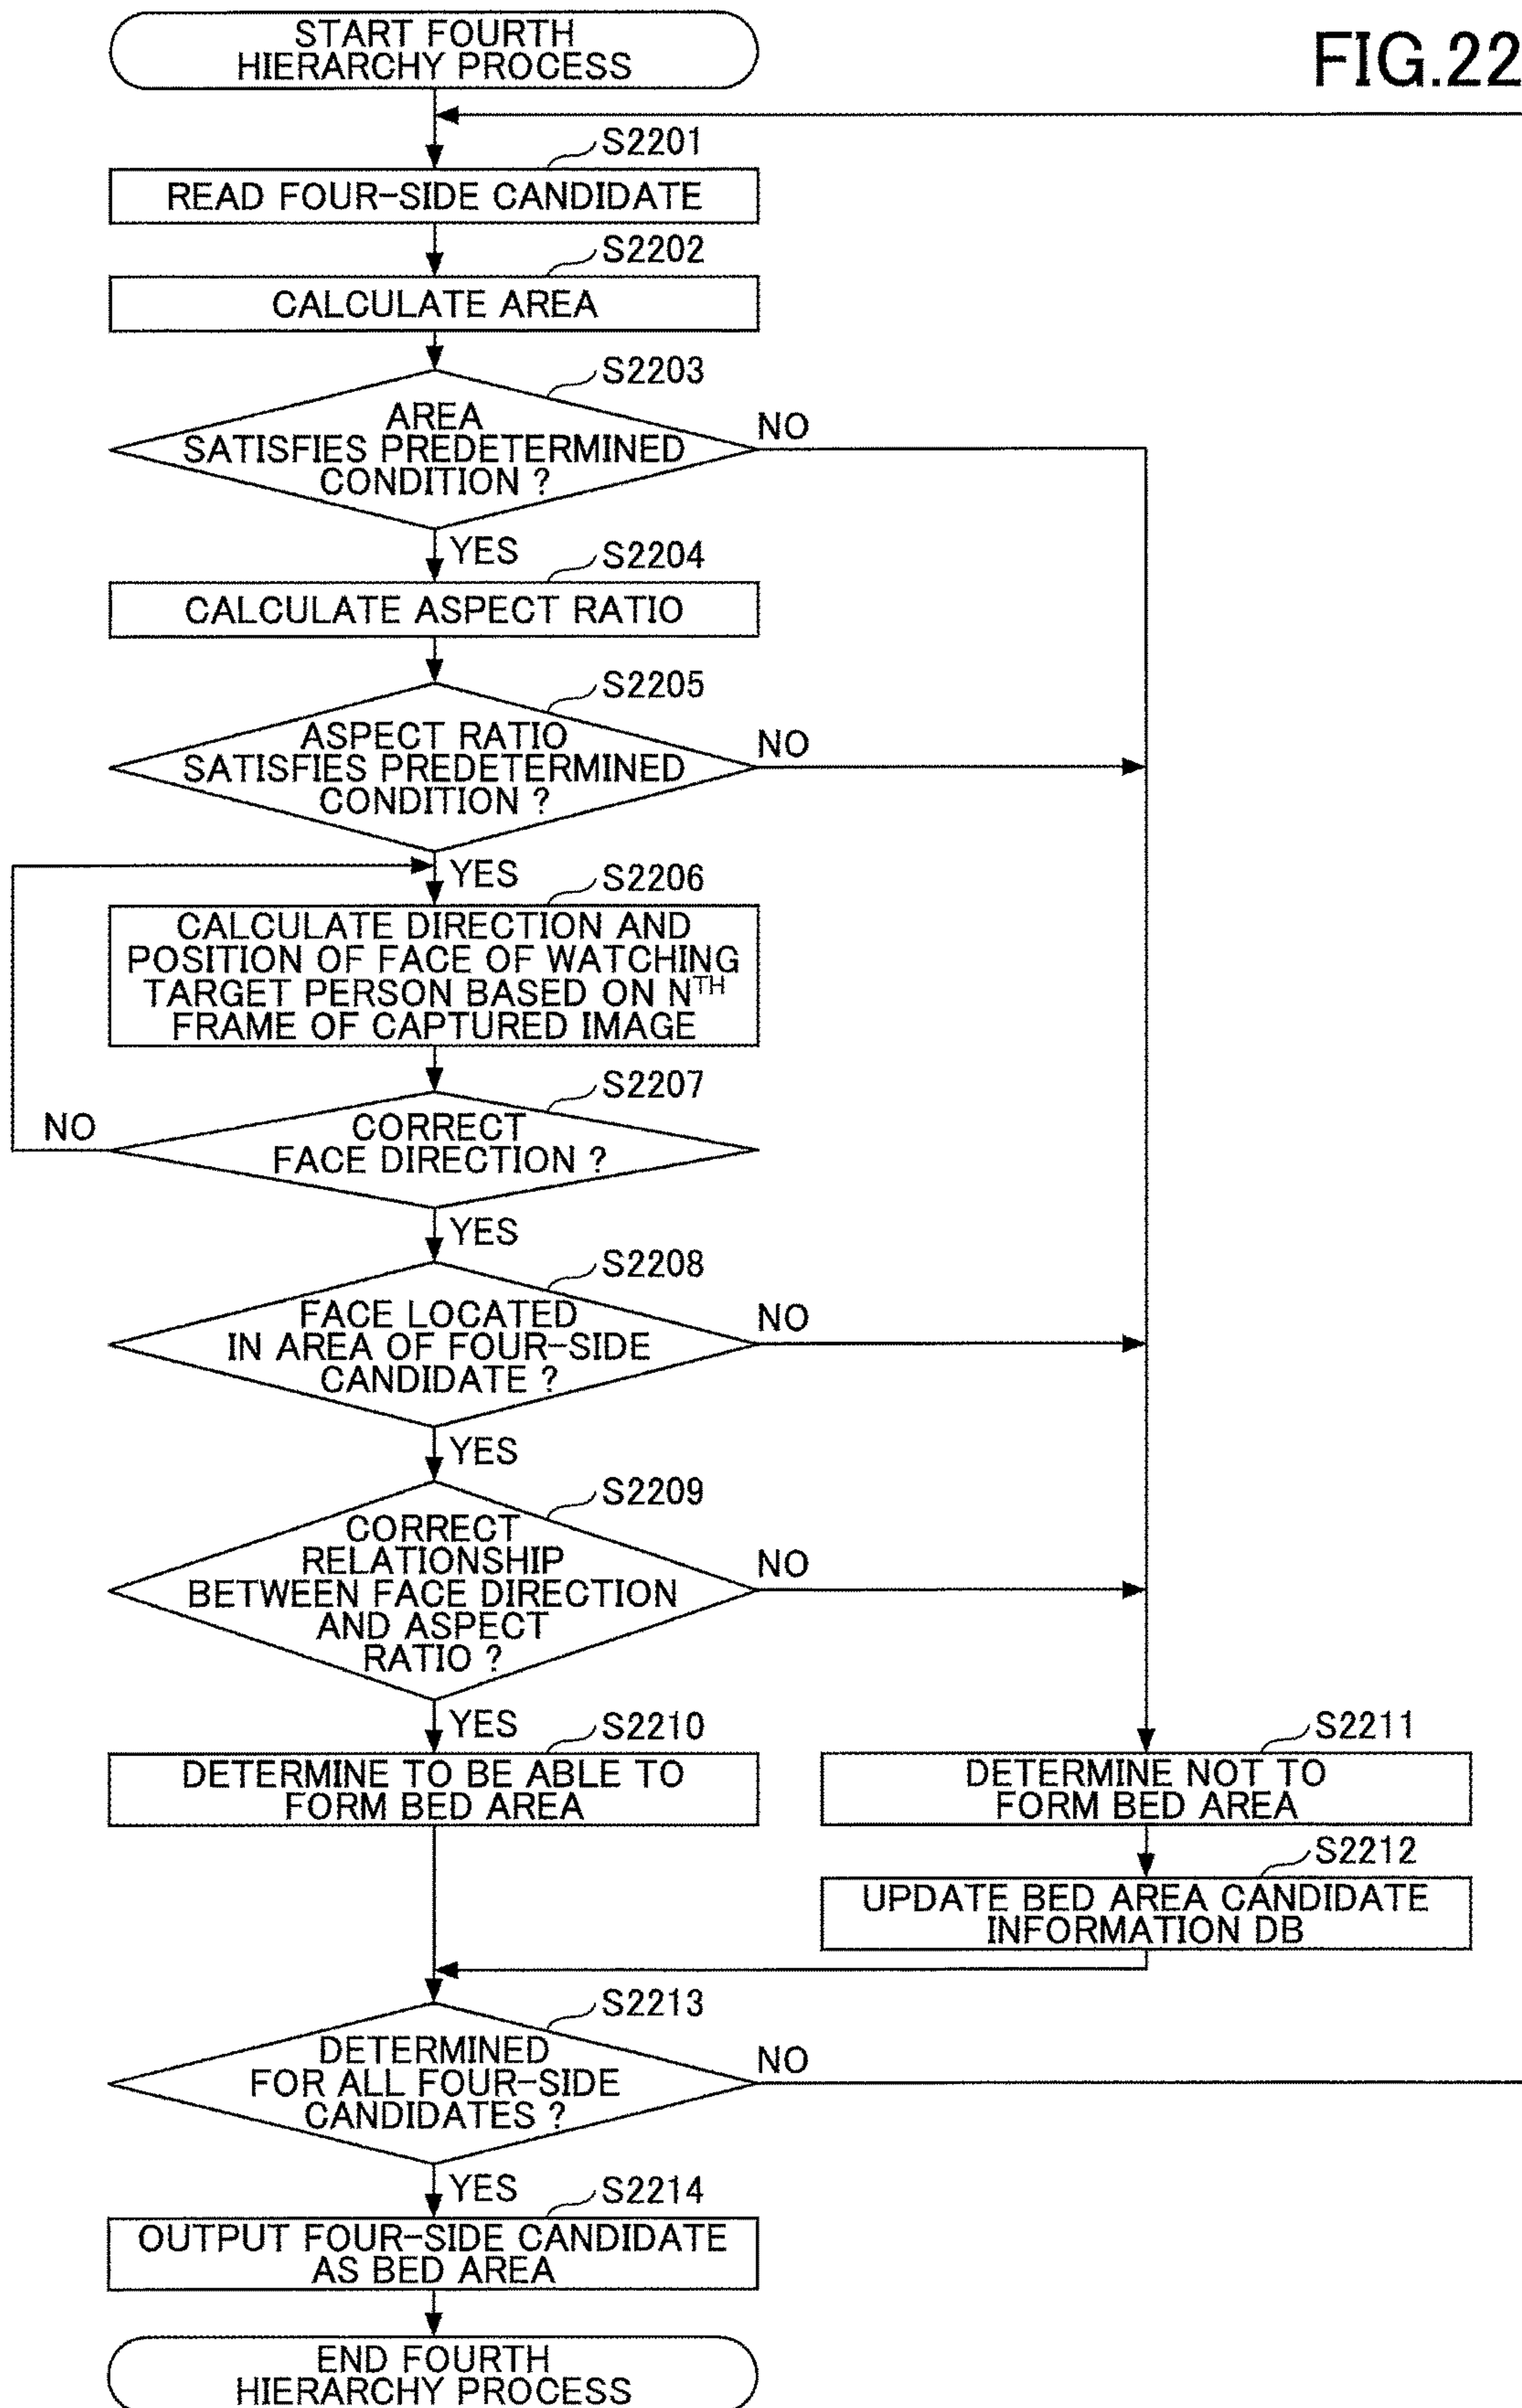 START FOURTH
HIERARCHY PROCESS
FIG.22
S2201
READ FOUR-SIDE CANDIDATE
S2202
CALCULATE AREA
S2203
AREA
SATISFIES PREDETERMINED
CONDITION ?
NO
YES
S2204
CALCULATE ASPECT RATIO
S2205
ASPECT RATIO
SATISFIES PREDETERMINED
CONDITION ?
NO
YES
S2206
CALCULATE DIRECTION AND
POSITION OF FACE OF WATCHING
TARGET PERSON BASED ON NTH
FRAME OF CAPTURED IMAGE
S2207
CORRECT
FACE DIRECTION ?
NO
YES
S2208
FACE LOCATED
IN AREA OF FOUR-SIDE
CANDIDATE ?
NO
YES
S2209
CORRECT
RELATIONSHIP
BETWEEN FACE DIRECTION
AND ASPECT
RATIO ?
NO
YES
S2210
DETERMINE TO BE ABLE TO
FORM BED AREA
S2211
DETERMINE NOT TO
FORM BED AREA
S2212
UPDATE BED AREA CANDIDATE
INFORMATION DB
S2213
DETERMINED
FOR ALL FOUR-SIDE
CANDIDATES ?
NO
YES
S2214
OUTPUT FOUR-SIDE CANDIDATE
AS BED AREA
END FOURTH
HIERARCHY PROCESS